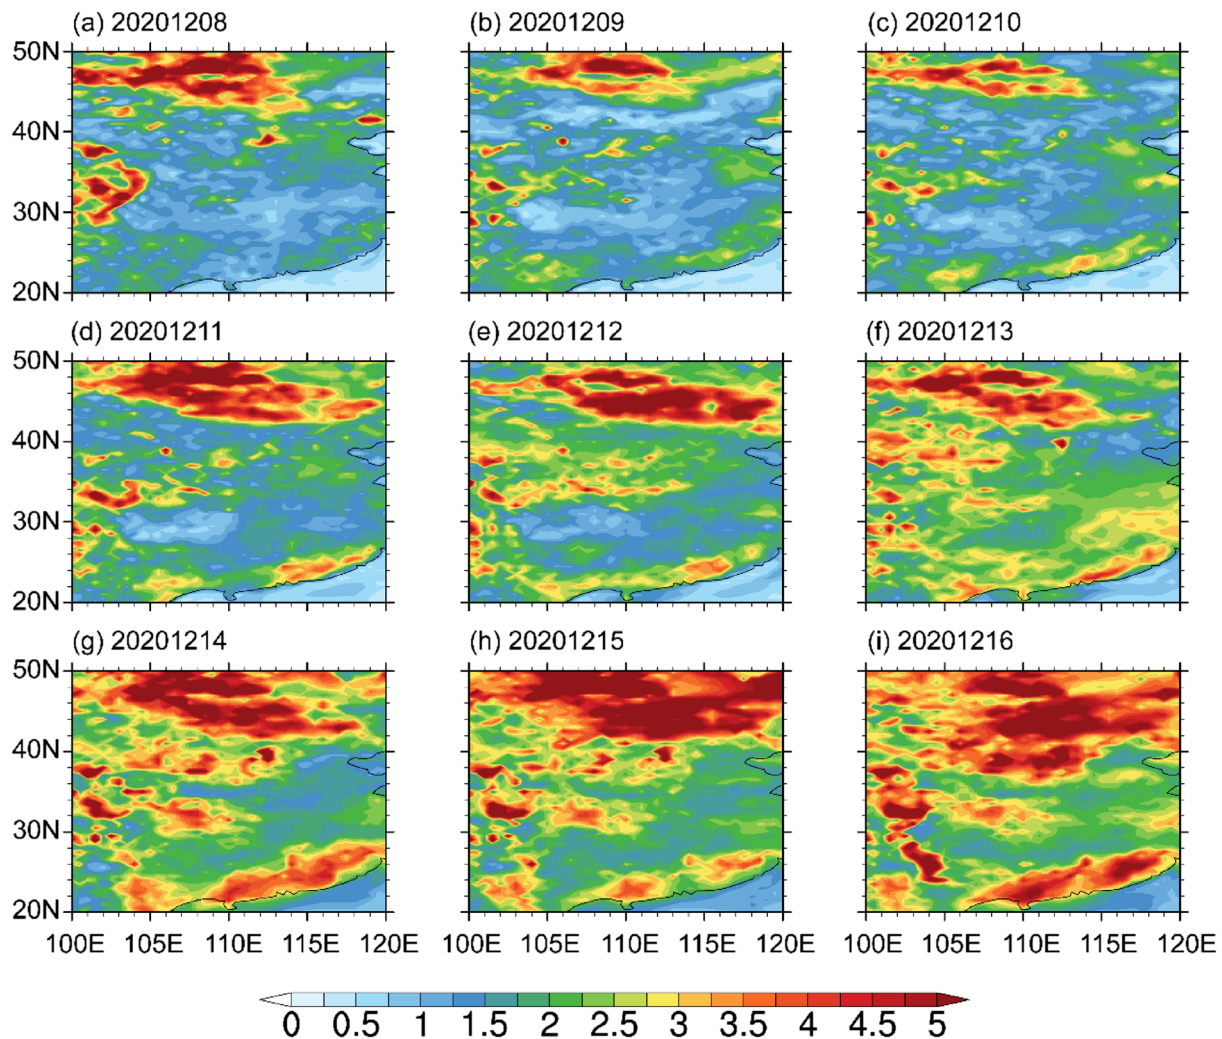 (a) 20201208 (b) 20201209 (c) 20201210
50N
40N
30N
20N
(d) 20201211 (e) 20201212 (f) 20201213
50N
40N
30N
20N
(g) 20201214 (h) 20201215 (i) 20201216
50N
40N
30N
20N
100E 105E 110E 115E 120E 100E 105E 110E 115E 120E 100E 105E 110E 115E 120E
0 0.5 1 1.5 2 2.5 3 3.5 4 4.5 5